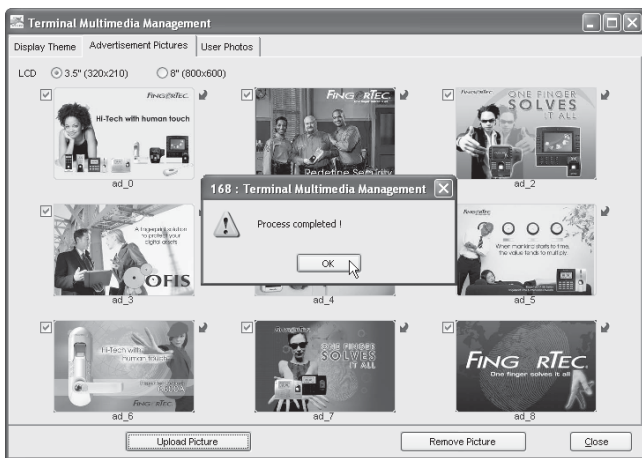 Terminal Multimedia Management
Display Theme
Advertisement Pictures
User Photos
LCD
3.5" (320x210)
8" (800x600)
FINGERTEC
Hi-Tech with human touch
ad_0
FINGERTEC
Redefine Security
ONE FINGER
SOLVES
IT ALL
ad_2
168 : Terminal Multimedia Management
Process completed !
OK
A fingerprint solution
to protect your
digital assets
OFIS
ad_3
ad_4
When mankind starts to time,
the value tends to multiply.
ad_5
Hi-Tech with
human touch
FINGERTEC
ad_6
ONE FINGER
SOLVES
IT ALL
ad_7
FINGERTEC
One finger solves it all
ad_8
Upload Picture
Remove Picture
Close